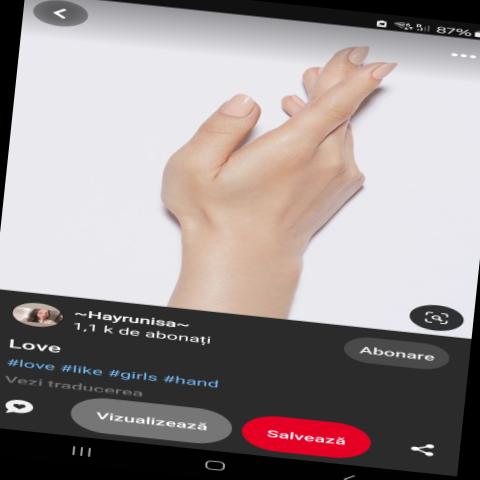 87%
~Hayrunisa~
1,1 k de abonați
Abonare
Love
#love #like #girls #hand
Vezi traducerea
Vizualizează
Salvează